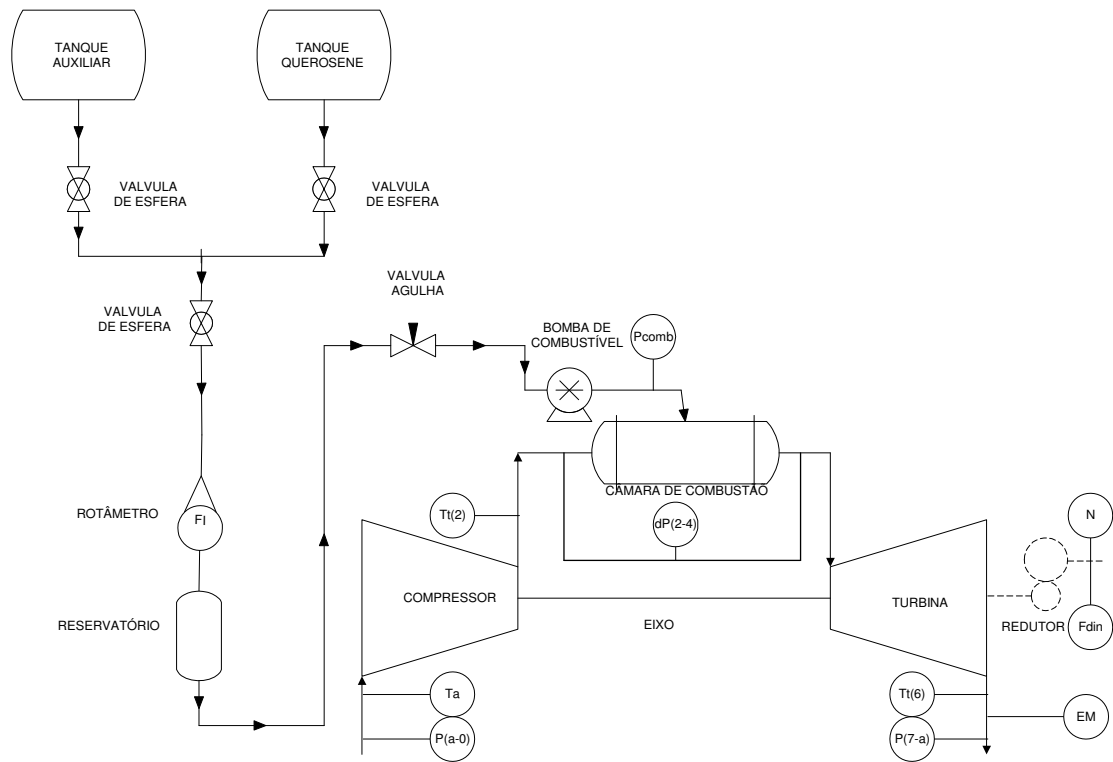 TANQUE
AUXILIAR
TANQUE
QUEROSENE
VALVULA
DE ESFERA
VALVULA
DE ESFERA
VALVULA
AGULHA
VALVULA
DE ESFERA
BOMBA DE
COMBUSTÍVEL
Pcomb
CÂMARA DE COMBUSTÃO
ROTÂMETRO
FI
Tt(2)
dP(2-4)
N
COMPRESSOR
TURBINA
RESERVATÓRIO
EIXO
REDUTOR
Fdin
Ta
Tt(6)
EM
P(a-0)
P(7-a)